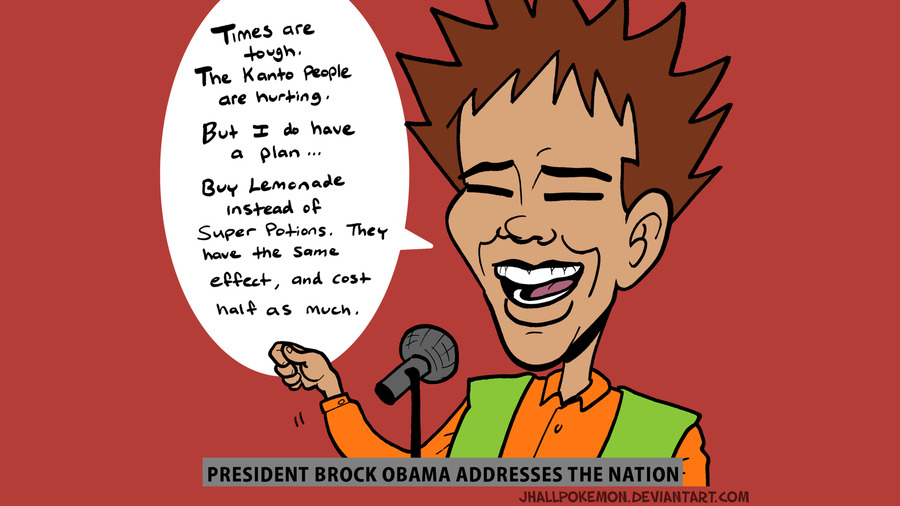 Times are
tough.
The Kanto People
are hurting.
But I do have
a plan...
Buy Lemonade
instead of
Super Potions. They
have the same
effect, and cost
half as much.
PRESIDENT BROCK OBAMA ADDRESSES THE NATION
JHALLPOKEMON.DEVIANTART.COM